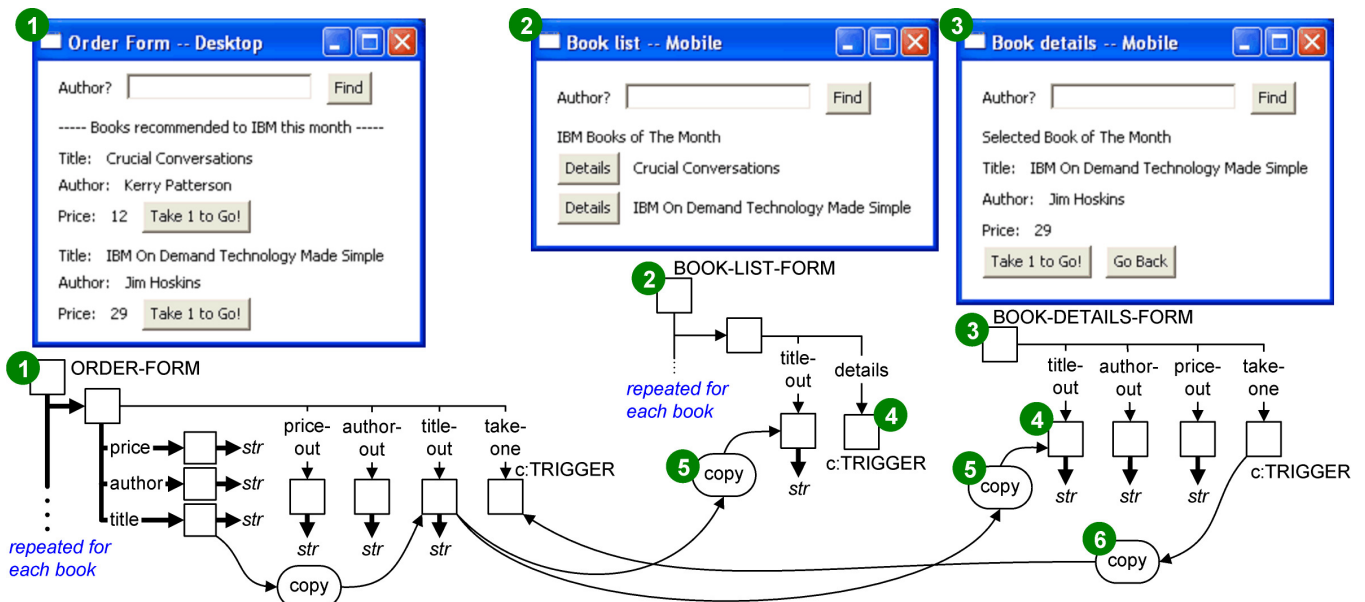 1
Order Form -- Desktop
Author?
Find
----- Books recommended to IBM this month -----
Title: Crucial Conversations
Author: Kerry Patterson
Price: 12 Take 1 to Go!
Title: IBM On Demand Technology Made Simple
Author: Jim Hoskins
Price: 29 Take 1 to Go!
2
Book list -- Mobile
Author?
Find
IBM Books of The Month
Details Crucial Conversations
Details IBM On Demand Technology Made Simple
3
Book details -- Mobile
Author?
Find
Selected Book of The Month
Title: IBM On Demand Technology Made Simple
Author: Jim Hoskins
Price: 29
Take 1 to Go! Go Back
1
ORDER-FORM
price
str
author
str
title
str
repeated for
each book
price-
out
str
author-
out
str
title-
out
str
take-
one
c:TRIGGER
copy
2
BOOK-LIST-FORM
repeated for
each book
title-
out
str
details
4
c:TRIGGER
5
copy
3
BOOK-DETAILS-FORM
title-
out
4
str
author-
out
str
price-
out
str
take-
one
c:TRIGGER
5
copy
6
copy